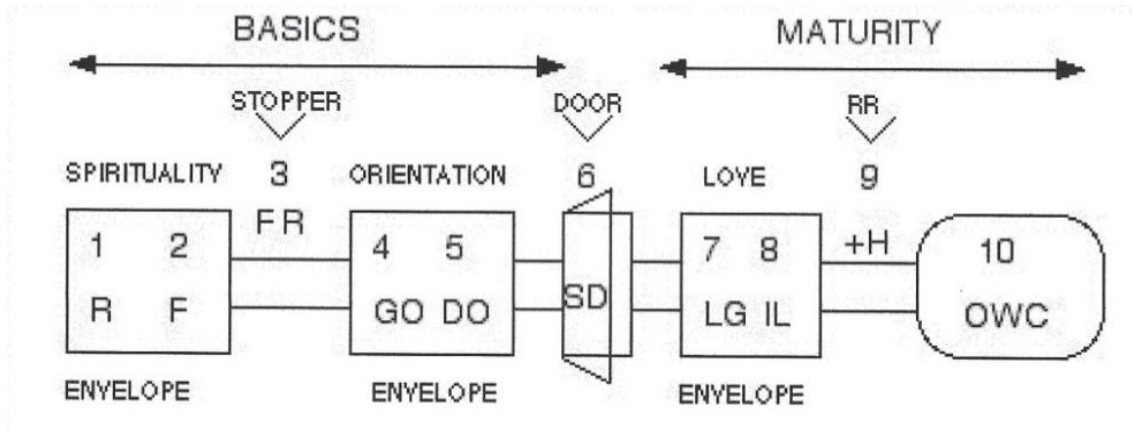 BASICS MATURITY
STOPPER DOOR RR
SPIRITUALITY 3 ORIENTATION 6 LOVE 9
FR
1 2 4 5 7 8 +H 10
R F GO DO SD LG IL OWC
ENVELOPE ENVELOPE ENVELOPE